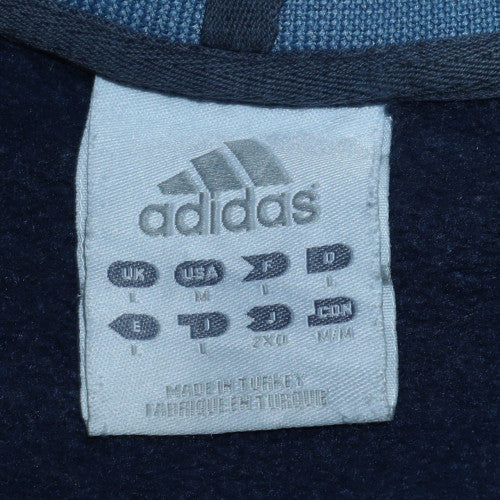 adidas
UK USA F D
L M L L
E I J CDN
L L 2XO M/M
MADE IN TURKEY
FABRIQUE EN TURQUIE